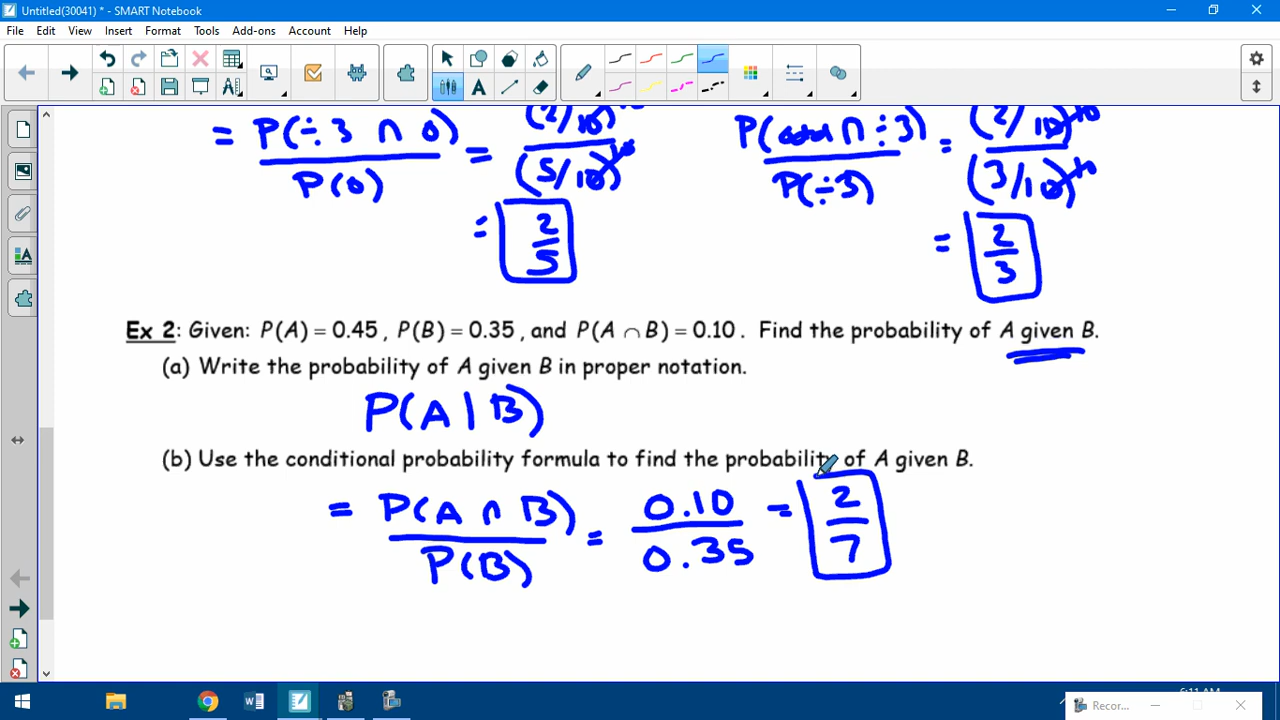 Untitled(30041) * - SMART Notebook
File Edit View Insert Format Tools Add-ons Account Help
= P(÷3 ∩ O) / P(O) = (2/10) / (5/10)
= 2/5
P(odd ∩ ÷3) / P(÷3) = (2/10) / (3/10)
= 2/3
Ex 2: Given: P(A) = 0.45, P(B) = 0.35, and P(A ∩ B) = 0.10. Find the probability of A given B.
(a) Write the probability of A given B in proper notation.
P(A | B)
(b) Use the conditional probability formula to find the probability of A given B.
= P(A ∩ B) / P(B) = 0.10 / 0.35 = 2/7
Recor...